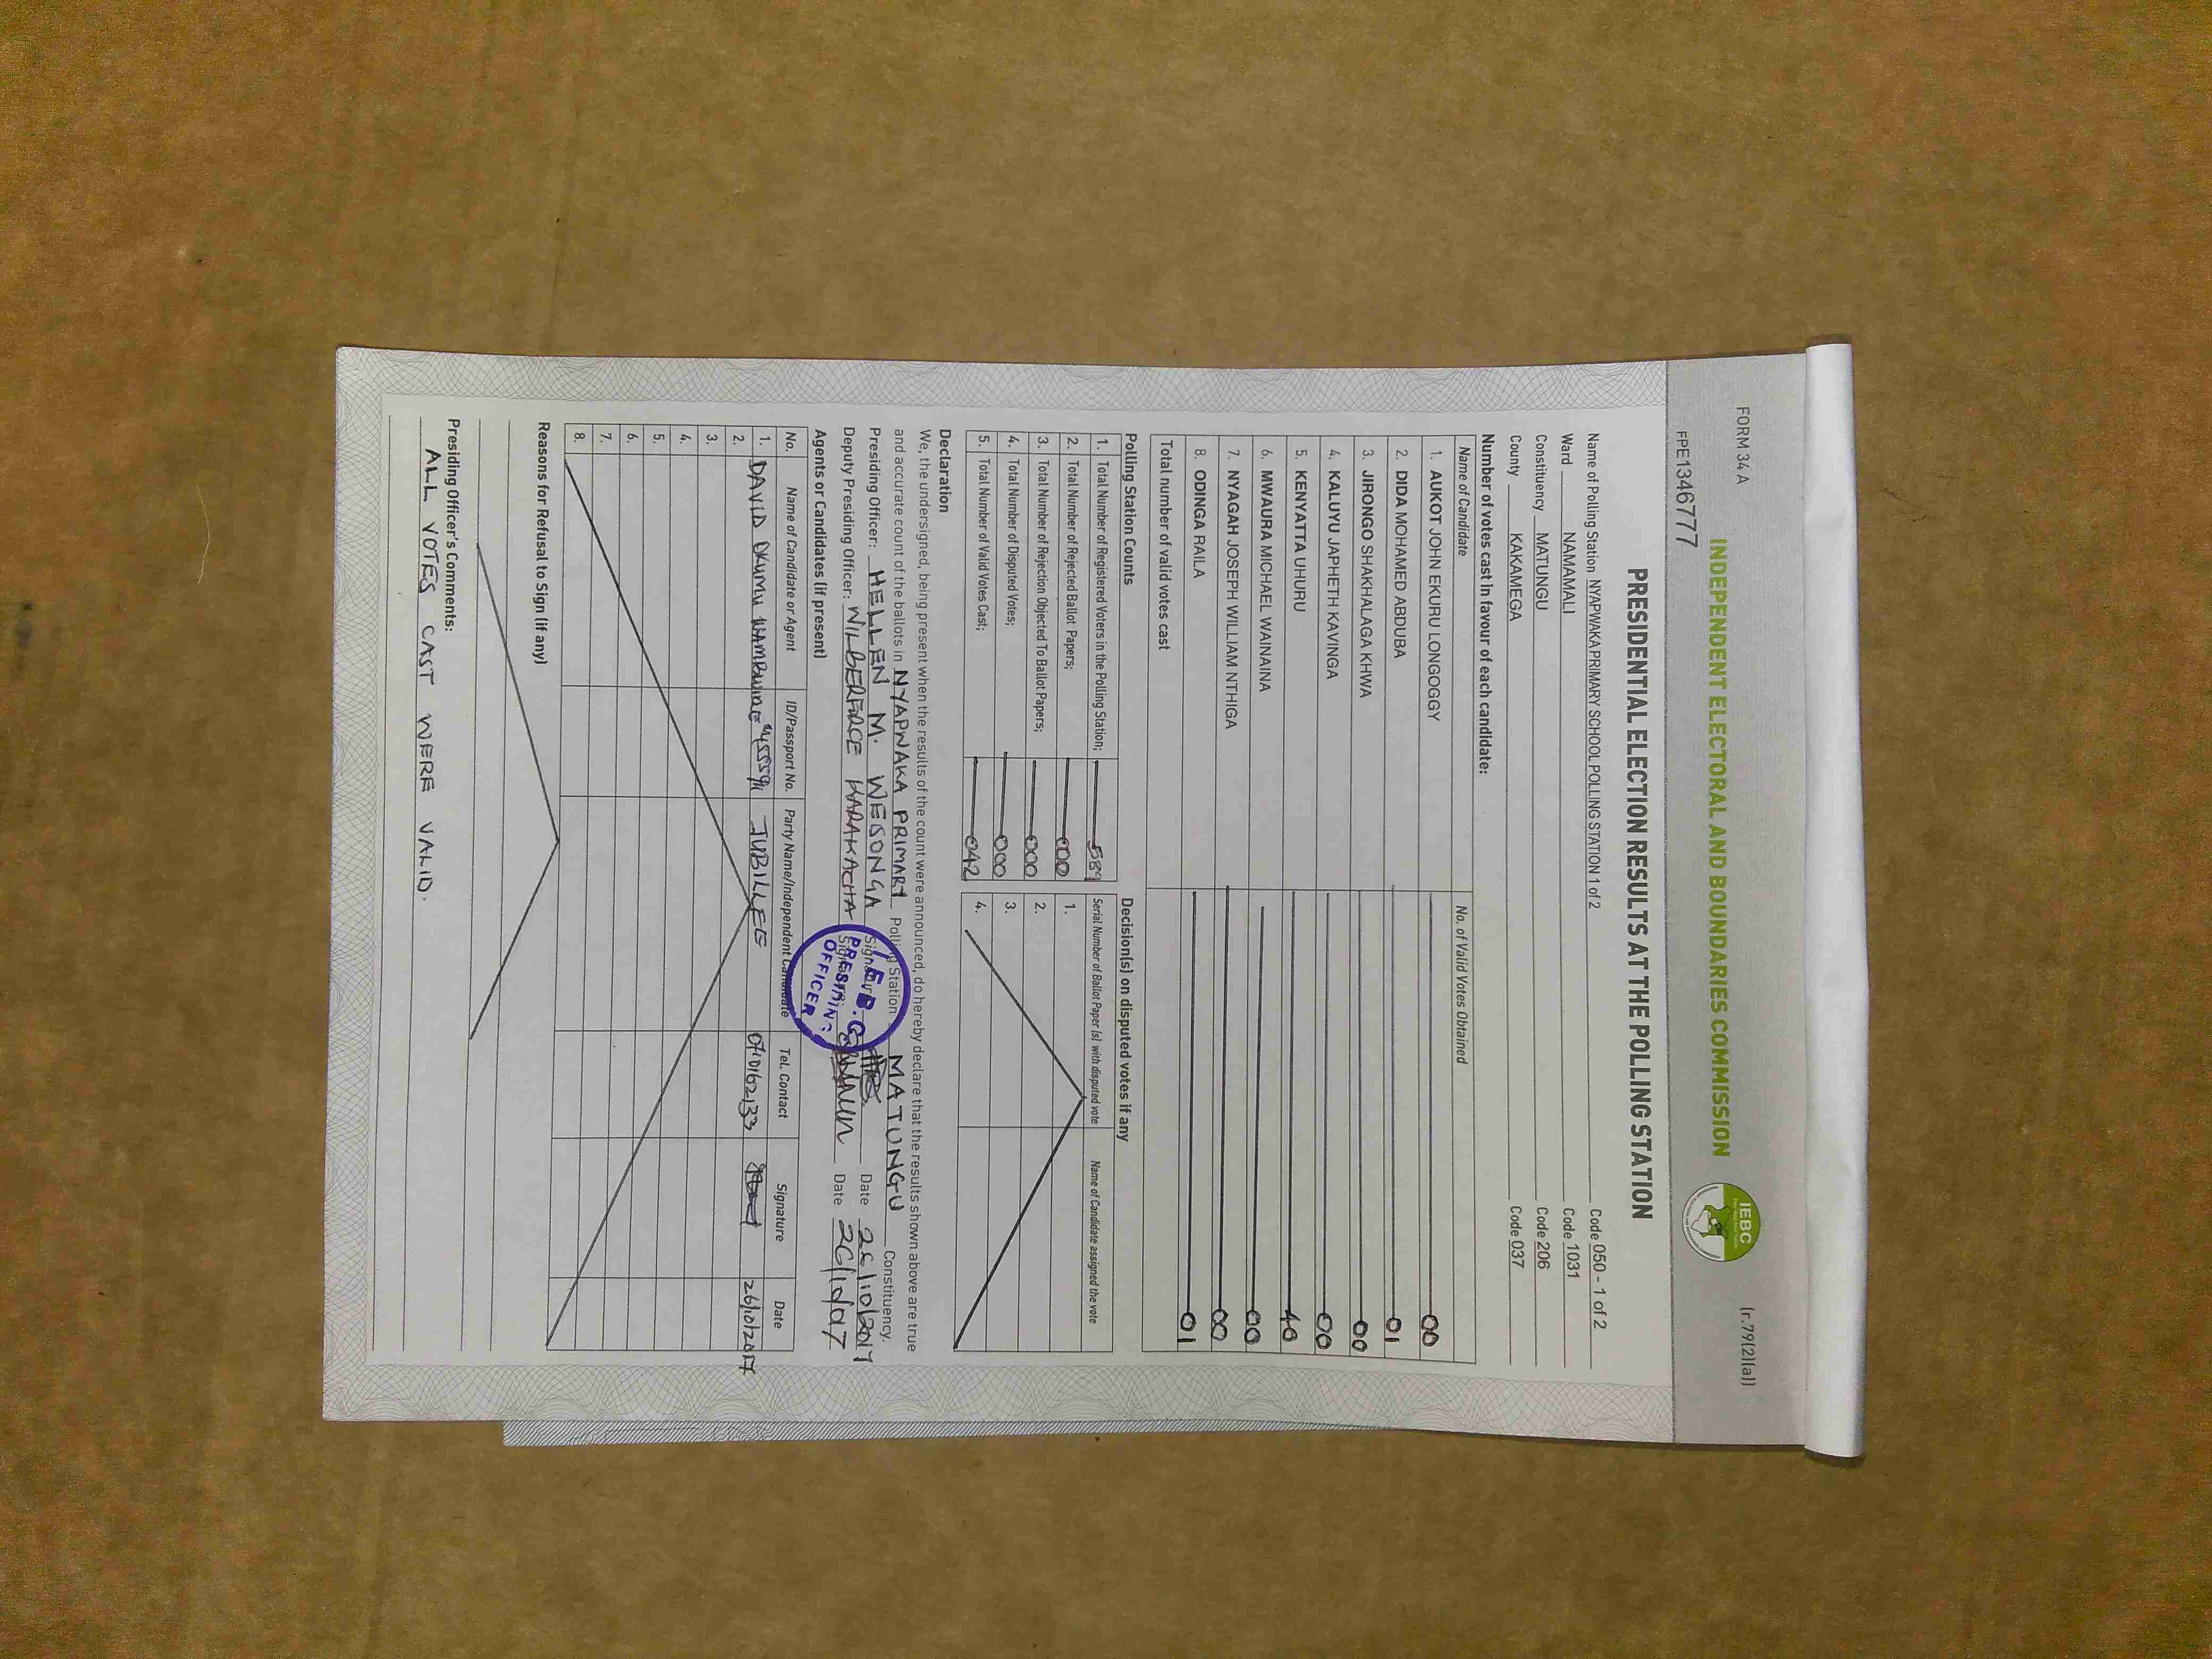 FORM 34 A
(r.79(2)(a))
INDEPENDENT ELECTORAL AND BOUNDARIES COMMISSION
IEBC
FPE1346777
PRESIDENTIAL ELECTION RESULTS AT THE POLLING STATION
Name of Polling Station NYAPWAKA PRIMARY SCHOOL POLLING STATION 1 of 2 Code 050 - 1 of 2
Ward NAMAMALI Code 1031
Constituency MATUNGU Code 206
County KAKAMEGA Code 037
Number of votes cast in favour of each candidate:
Name of Candidate No. of Valid Votes Obtained
1. AUKOT JOHN EKURU LONGOGGY 00
2. DIDA MOHAMED ABDUBA 01
3. JIRONGO SHAKHALAGA KHWA 00
4. KALUYU JAPHETH KAVINGA 00
5. KENYATTA UHURU 40
6. MWAURA MICHAEL WAINAINA 00
7. NYAGAH JOSEPH WILLIAM NTHIGA 00
8. ODINGA RAILA 01
Total number of valid votes cast
Polling Station Counts
1. Total Number of Registered Voters in the Polling Station; 589
2. Total Number of Rejected Ballot Papers; 000
3. Total Number of Rejection Objected To Ballot Papers; 000
4. Total Number of Disputed Votes; 000
5. Total Number of Valid Votes Cast; 042
Decision(s) on disputed votes if any
Serial Number of Ballot Paper (s) with disputed vote Name of Candidate assigned the vote
1.
2.
3.
4.
Declaration
We, the undersigned, being present when the results of the count were announced, do hereby declare that the results shown above are true
and accurate count of the ballots in NYAPWAKA PRIMARY Polling Station MATUNGU Constituency.
Presiding Officer: HELLEN M. WESONGA Signature Date 26/10/2017
Deputy Presiding Officer: WILBERFORCE KARAKACHA Date 26/10/017
I.E.B.C
PRESIDING
OFFICER
Agents or Candidates (if present)
No. Name of Candidate or Agent ID/Passport No. Party Name/Independent Candidate Tel. Contact Signature Date
1. DAVID OKUMU JUBILEE 0710162133 26/10/2017
2.
3.
4.
5.
6.
7.
8.
Reasons for Refusal to Sign (if any)
Presiding Officer's Comments:
ALL VOTES CAST WERE VALID.